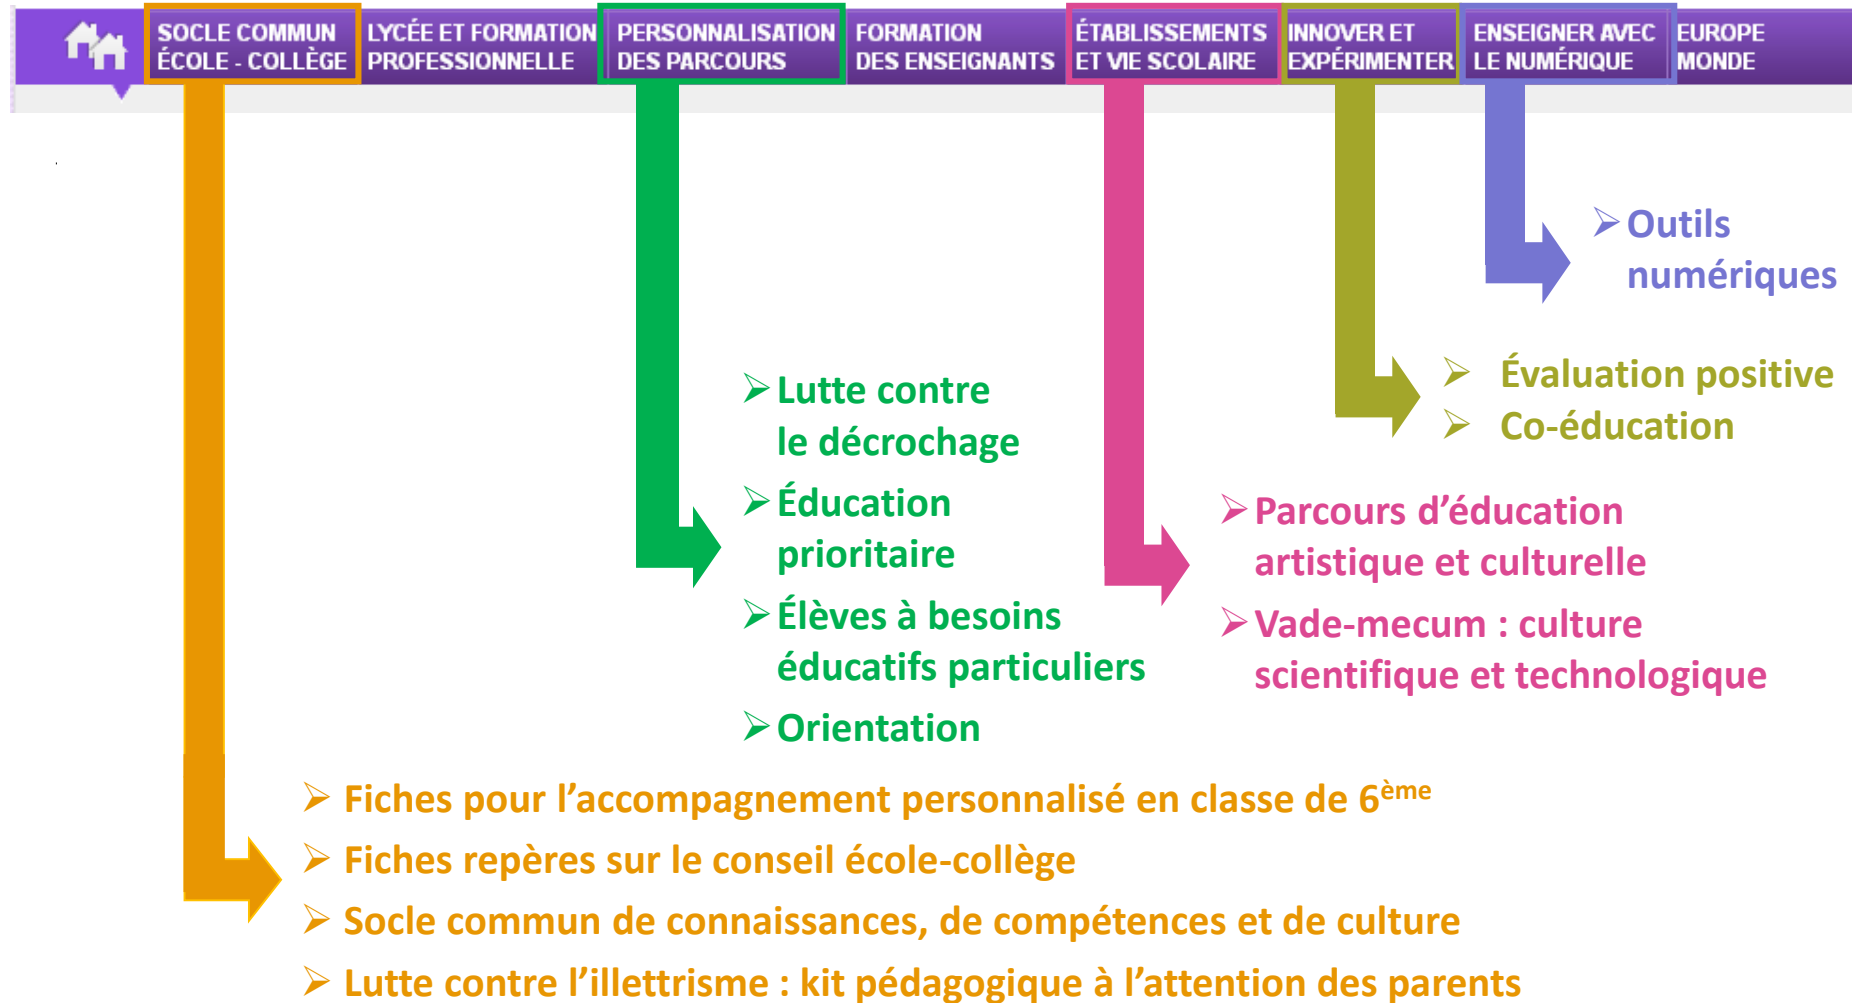 SOCLE COMMUN
ÉCOLE - COLLÈGE
LYCÉE ET FORMATION
PROFESSIONNELLE
PERSONNALISATION
DES PARCOURS
FORMATION
DES ENSEIGNANTS
ÉTABLISSEMENTS
ET VIE SCOLAIRE
INNOVER ET
EXPÉRIMENTER
ENSEIGNER AVEC
LE NUMÉRIQUE
EUROPE
MONDE
➢ Outils
numériques
➢ Évaluation positive
➢ Co-éducation
➢ Lutte contre
le décrochage
➢ Éducation
prioritaire
➢ Élèves à besoins
éducatifs particuliers
➢ Orientation
➢ Parcours d’éducation
artistique et culturelle
➢ Vade-mecum : culture
scientifique et technologique
➢ Fiches pour l’accompagnement personnalisé en classe de 6ème
➢ Fiches repères sur le conseil école-collège
➢ Socle commun de connaissances, de compétences et de culture
➢ Lutte contre l’illettrisme : kit pédagogique à l’attention des parents